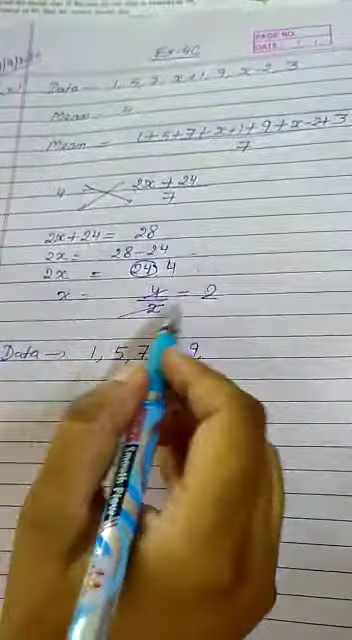 Ex-4C
PAGE NO.
DATE
Data → 1, 5, 7, x+1, 9, x-2, 3
Mean = 4
Mean = 1+5+7+x+1+9+x-2+3
7
4 2x+24
7
2x+24 = 28
2x = 28-24
2x = (24) 4
x = 4 = 2
2
Data → 1, 5, 7 9,